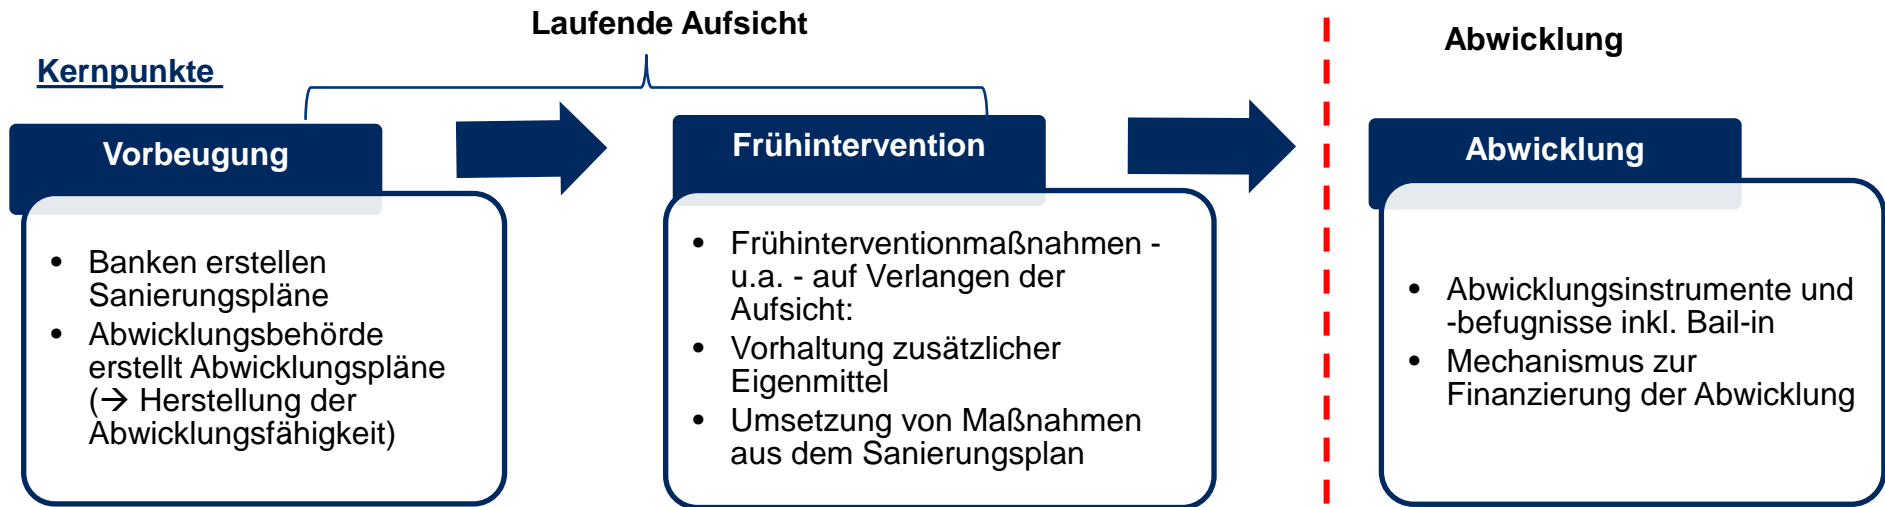 Laufende Aufsicht
Abwicklung
Kernpunkte
Vorbeugung
• Banken erstellen
Sanierungspläne
• Abwicklungsbehörde
erstellt Abwicklungspläne
(→ Herstellung der
Abwicklungsfähigkeit)
Frühintervention
• Frühinterventionmaßnahmen -
u.a. - auf Verlangen der
Aufsicht:
• Vorhaltung zusätzlicher
Eigenmittel
• Umsetzung von Maßnahmen
aus dem Sanierungsplan
Abwicklung
• Abwicklungsinstrumente und
-befugnisse inkl. Bail-in
• Mechanismus zur
Finanzierung der Abwicklung